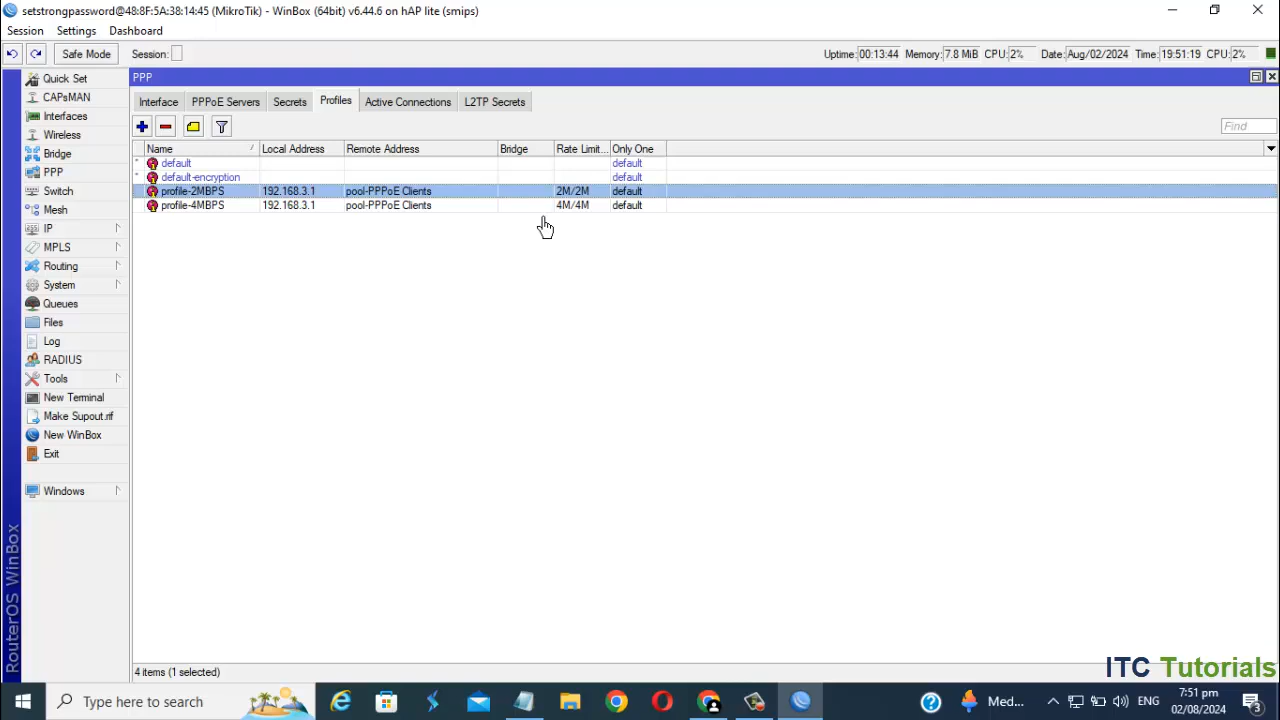 setstrongpassword@48:8F:5A:38:14:45 (MikroTik) - WinBox (64bit) v6.44.6 on hAP lite (smips)
Session Settings Dashboard
Safe Mode Session: Uptime: 00:13:44 Memory: 7.8 MiB CPU: 2% Date: Aug/02/2024 Time: 19:51:19 CPU: 2%
Quick Set
CAPsMAN
Interfaces
Wireless
Bridge
PPP
Switch
Mesh
IP
MPLS
Routing
System
Queues
Files
Log
RADIUS
Tools
New Terminal
Make Supout.rif
New WinBox
Exit
Windows
RouterOS WinBox
PPP
Interface PPPoE Servers Secrets Profiles Active Connections L2TP Secrets
Find
Name / Local Address Remote Address Bridge Rate Limit... Only One
* default default
* default-encryption default
profile-2MBPS 192.168.3.1 pool-PPPoE Clients 2M/2M default
profile-4MBPS 192.168.3.1 pool-PPPoE Clients 4M/4M default
4 items (1 selected)
ITC Tutorials
Type here to search Med... ENG 7:51 pm
02/08/2024 3